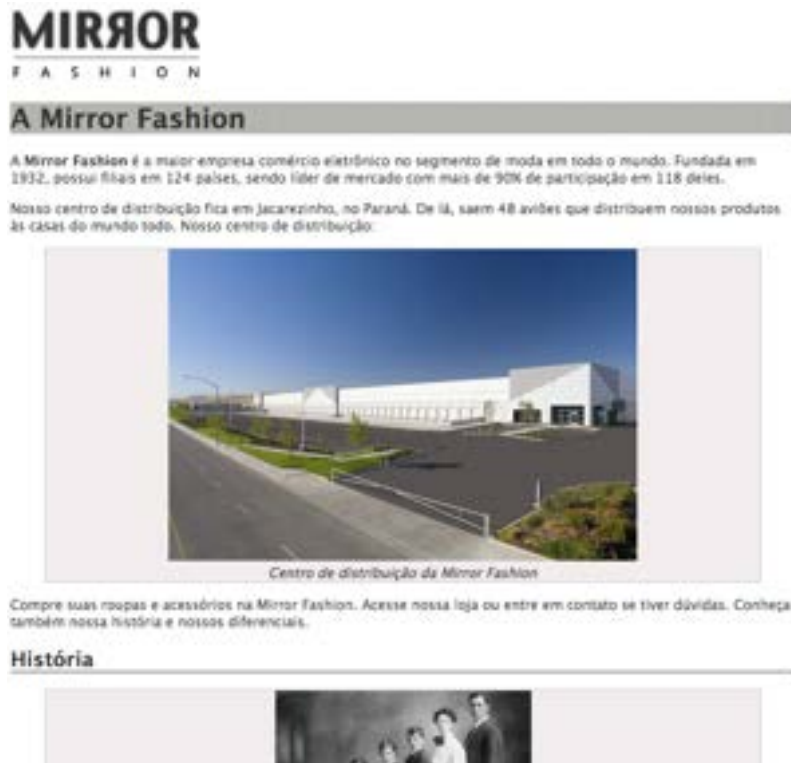 MIRROR
FASHION
A Mirror Fashion
A Mirror Fashion é a maior empresa comércio eletrônico no segmento de moda em todo o mundo. Fundada em
1932, possui filiais em 124 países, sendo líder de mercado com mais de 90% de participação em 118 deles.
Nosso centro de distribuição fica em Jacarezinho, no Paraná. De lá, saem 48 aviões que distribuem nossos produtos
às casas do mundo todo. Nosso centro de distribuição:
Centro de distribuição da Mirror Fashion
Compre suas roupas e acessórios na Mirror Fashion. Acesse nossa loja ou entre em contato se tiver dúvidas. Conheça
também nossa história e nossos diferenciais.
História